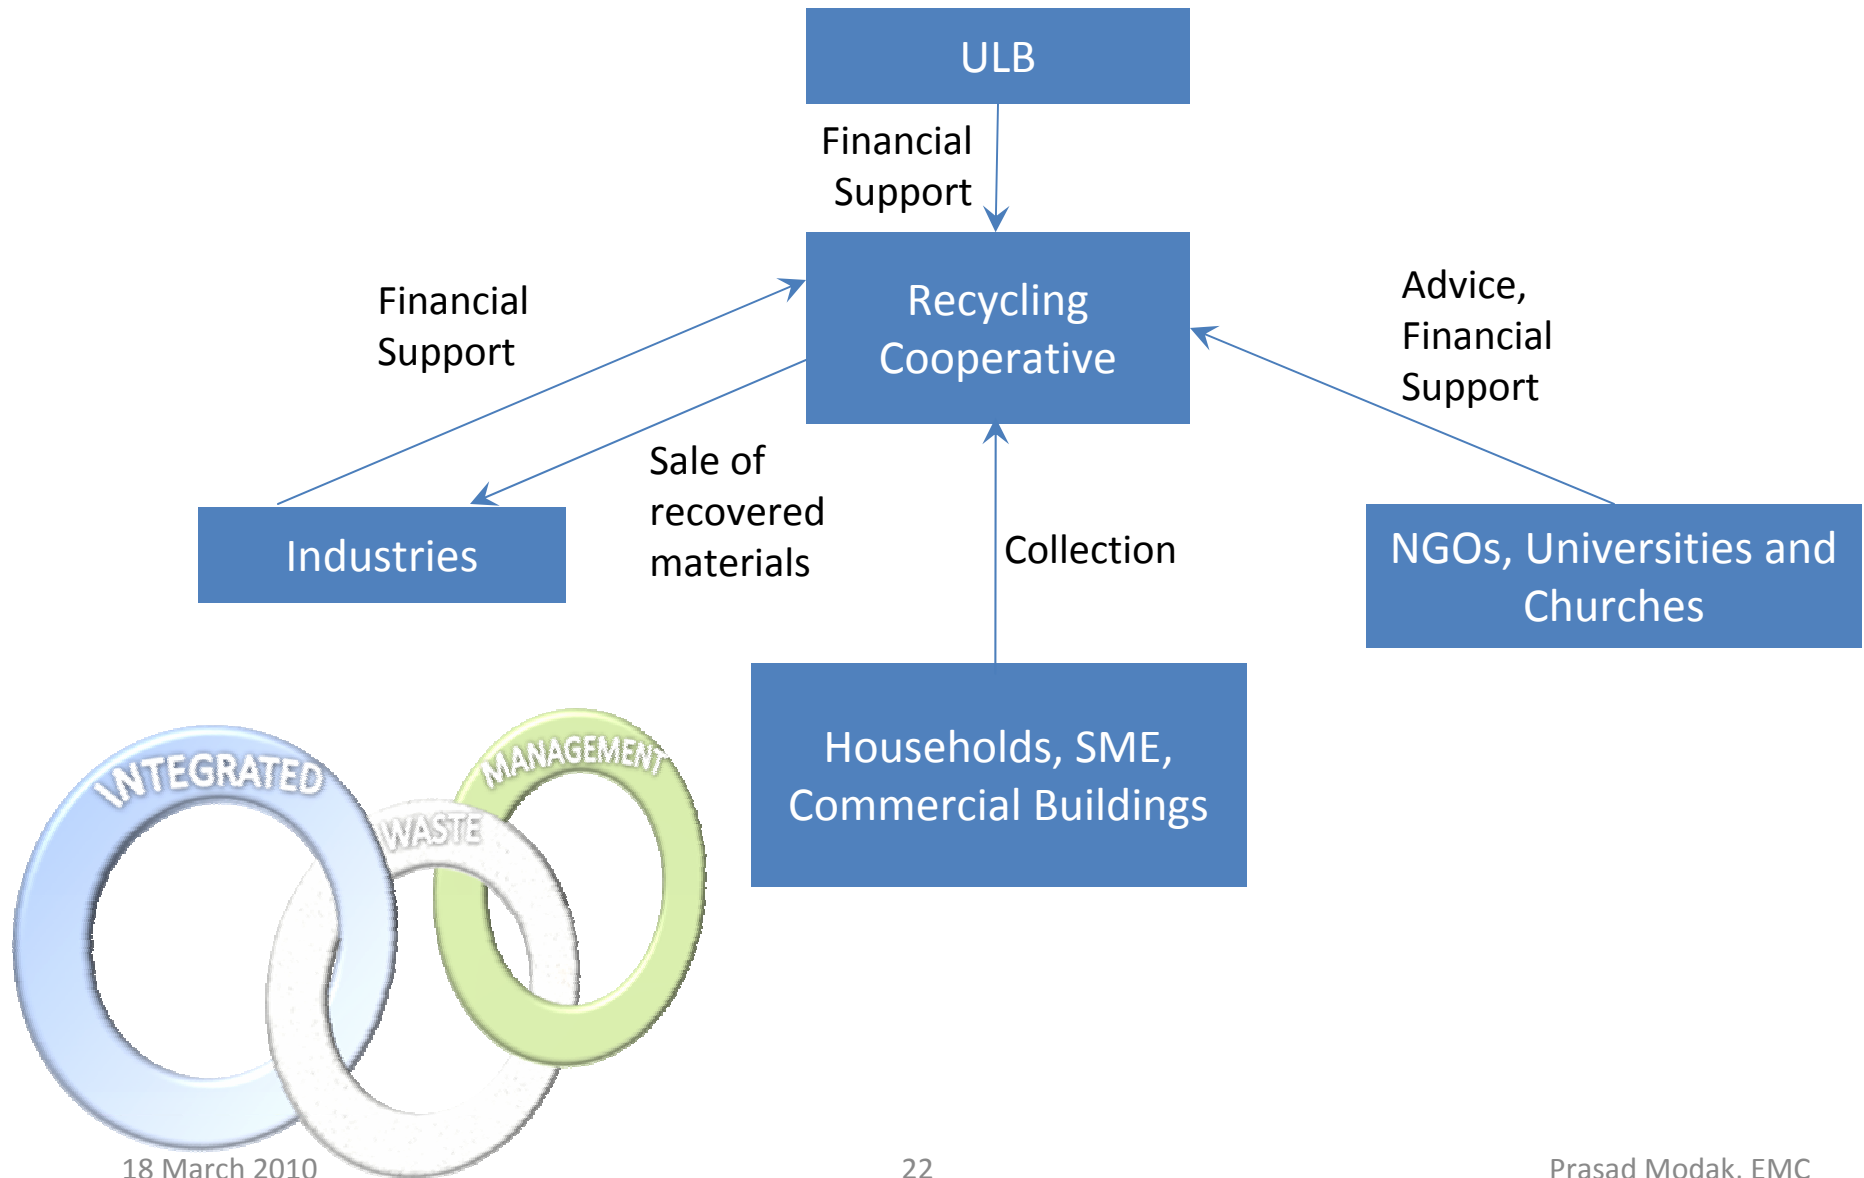 ULB
Financial
Support
Recycling
Cooperative
Financial
Support
Advice,
Financial
Support
Sale of
recovered
materials
Industries
Collection
NGOs, Universities and
Churches
Households, SME,
Commercial Buildings
INTEGRATED
WASTE
MANAGEMENT
18 March 2010
22
Prasad Modak, EMC